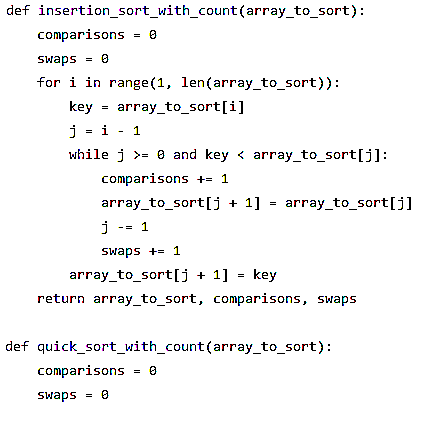 def insertion_sort_with_count(array_to_sort):
    comparisons = 0
    swaps = 0
    for i in range(1, len(array_to_sort)):
        key = array_to_sort[i]
        j = i - 1
        while j >= 0 and key < array_to_sort[j]:
            comparisons += 1
            array_to_sort[j + 1] = array_to_sort[j]
            j -= 1
            swaps += 1
        array_to_sort[j + 1] = key
    return array_to_sort, comparisons, swaps

def quick_sort_with_count(array_to_sort):
    comparisons = 0
    swaps = 0